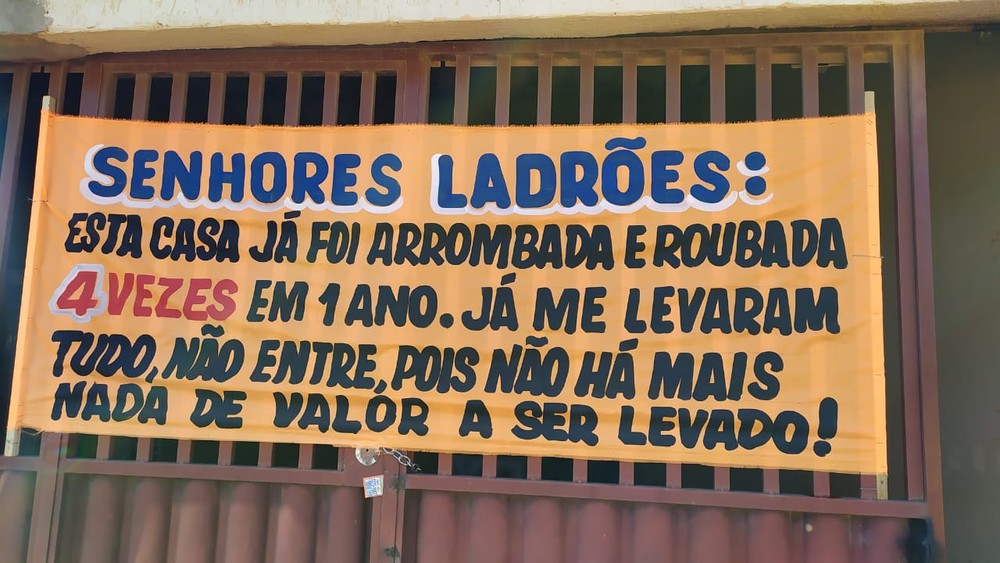 SENHORES LADRÕES:
ESTA CASA JÁ FOI ARROMBADA E ROUBADA
4 VEZES EM 1 ANO. JÁ ME LEVARAM
TUDO, NÃO ENTRE, POIS NÃO HÁ MAIS
NADA DE VALOR A SER LEVADO!